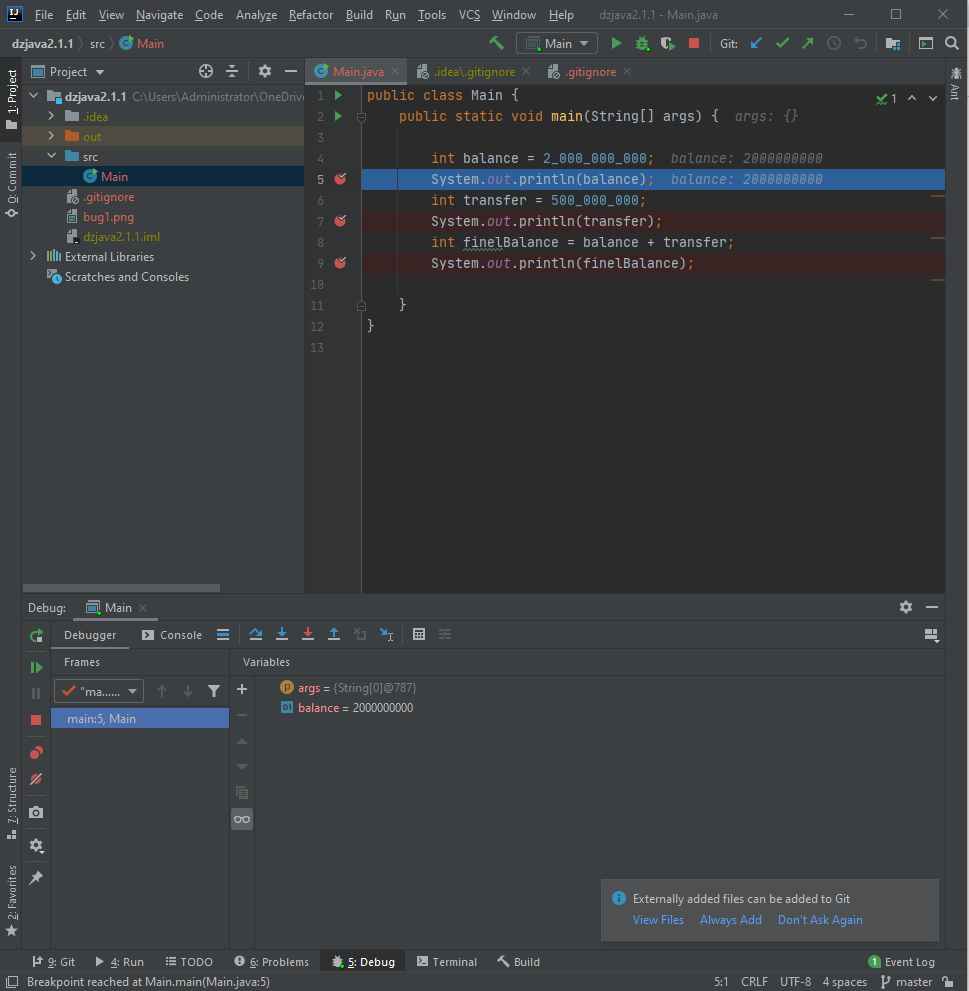 File Edit View Navigate Code Analyze Refactor Build Run Tools VCS Window Help dzjava2.1.1 - Main.java
dzjava2.1.1 src Main
Main Git:
1: Project
0: Commit
7: Structure
2: Favorites
Project
dzjava2.1.1 C:\Users\Administrator\OneDrive
.idea
out
src
Main
.gitignore
bug1.png
dzjava2.1.1.iml
External Libraries
Scratches and Consoles
Main.java .idea\.gitignore .gitignore
1 public class Main {
2 public static void main(String[] args) { args: {}
3
4 int balance = 2_000_000_000; balance: 2000000000
5 System.out.println(balance); balance: 2000000000
6 int transfer = 500_000_000;
7 System.out.println(transfer);
8 int finelBalance = balance + transfer;
9 System.out.println(finelBalance);
10
11 }
12 }
13
1
Ant
Debug: Main
Debugger Console
Frames Variables
"ma......
main:5, Main
args = {String[0]@787}
balance = 2000000000
Externally added files can be added to Git
View Files Always Add Don't Ask Again
9: Git 4: Run TODO 6: Problems 5: Debug Terminal Build 1 Event Log
Breakpoint reached at Main.main(Main.java:5) 5:1 CRLF UTF-8 4 spaces master